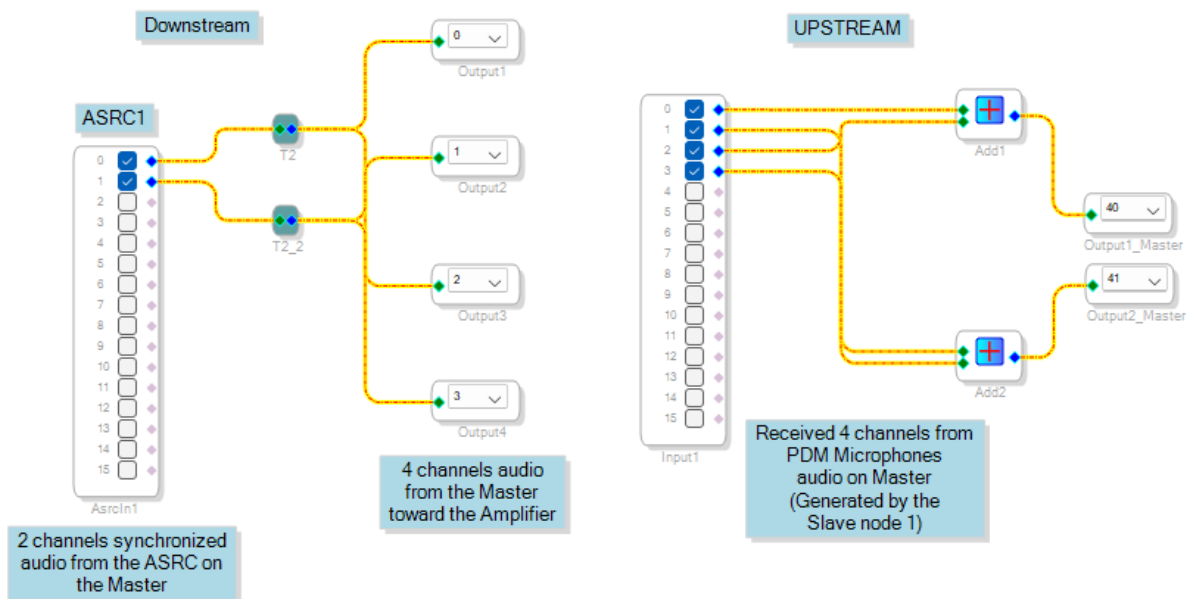 Downstream
ASRC1
0
1
2
3
4
5
6
7
8
9
10
11
12
13
14
15
AsrcIn1
2 channels synchronized
audio from the ASRC on
the Master
T2
T2_2
0
Output1
1
Output2
2
Output3
3
Output4
4 channels audio
from the Master
toward the Amplifier
UPSTREAM
0
1
2
3
4
5
6
7
8
9
10
11
12
13
14
15
Input1
Add1
40
Output1_Master
41
Output2_Master
Add2
Received 4 channels from
PDM Microphones
audio on Master
(Generated by the
Slave node 1)